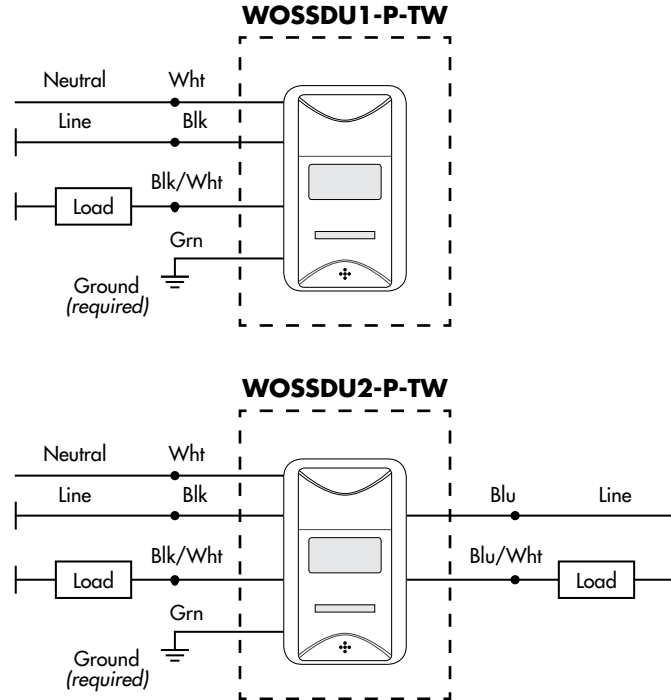 WOSSDU1-P-TW
Neutral Wht
Line Blk
Blk/Wht
Load
Grn
Ground
(required)
WOSSDU2-P-TW
Neutral Wht
Line Blk Blu Line
Blk/Wht Blu/Wht
Load Load
Grn
Ground
(required)